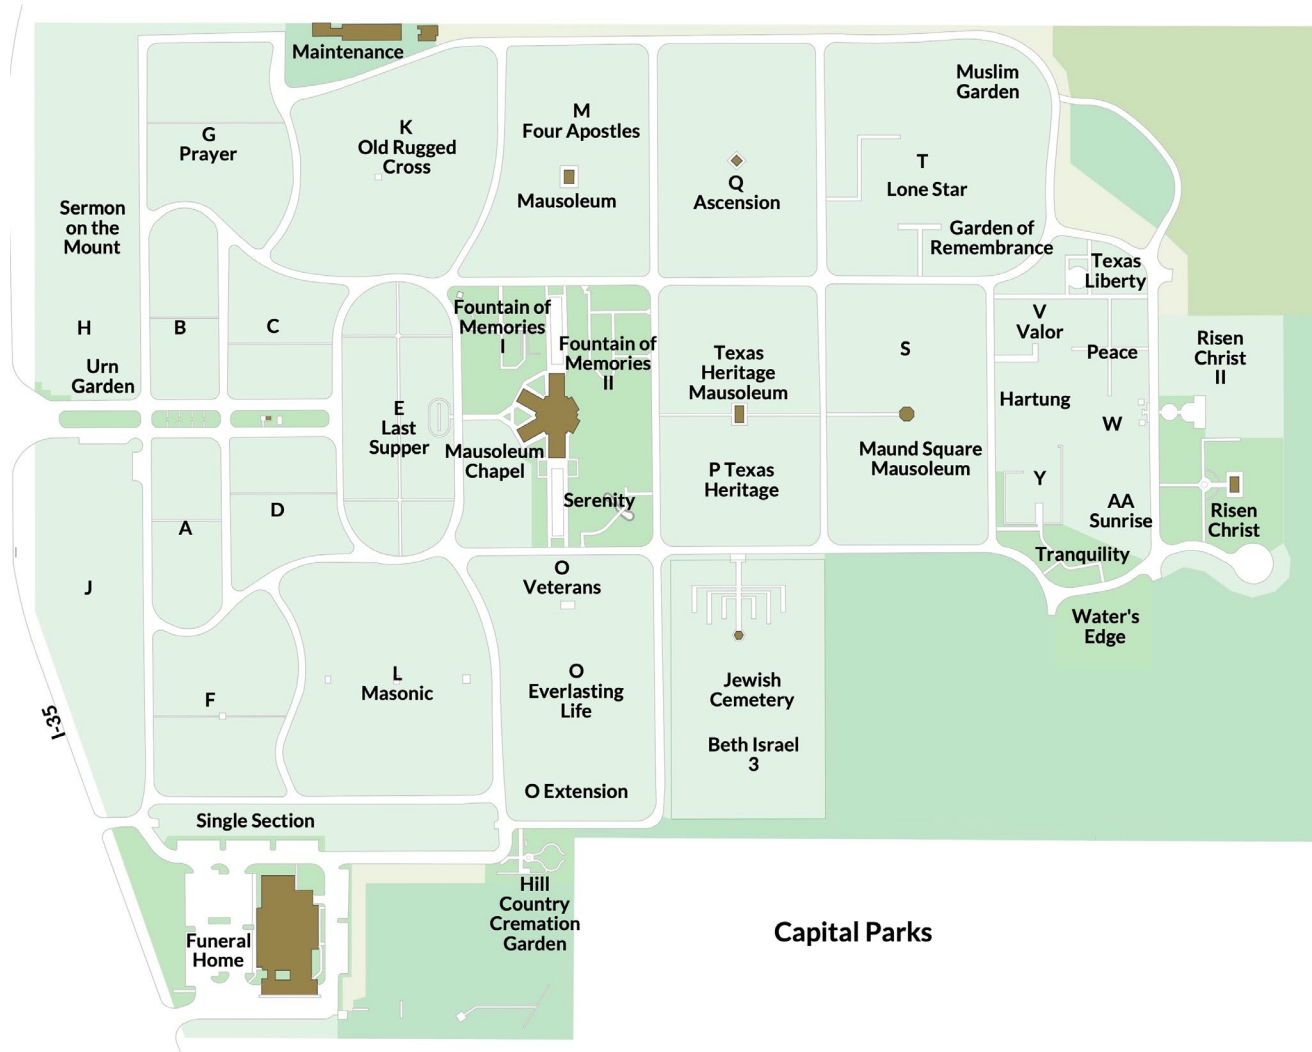 Maintenance
Muslim
Garden
G
Prayer
K
Old Rugged
Cross
M
Four Apostles
Mausoleum
Q
Ascension
T
Lone Star
Garden of
Remembrance
Sermon
on the
Mount
H
Urn
Garden
B
C
E
Last
Supper
Fountain of
Memories
I
Fountain of
Memories
II
Mausoleum
Chapel
Serenity
Texas
Heritage
Mausoleum
P Texas
Heritage
S
Maund Square
Mausoleum
Texas
Liberty
V
Valor
Peace
Hartung
W
Y
AA
Sunrise
Tranquility
Risen
Christ
II
Risen
Christ
Water's
Edge
A
D
J
I-35
F
L
Masonic
O
Veterans
O
Everlasting
Life
O Extension
Jewish
Cemetery
Beth Israel
3
Single Section
Funeral
Home
Hill
Country
Cremation
Garden
Capital Parks